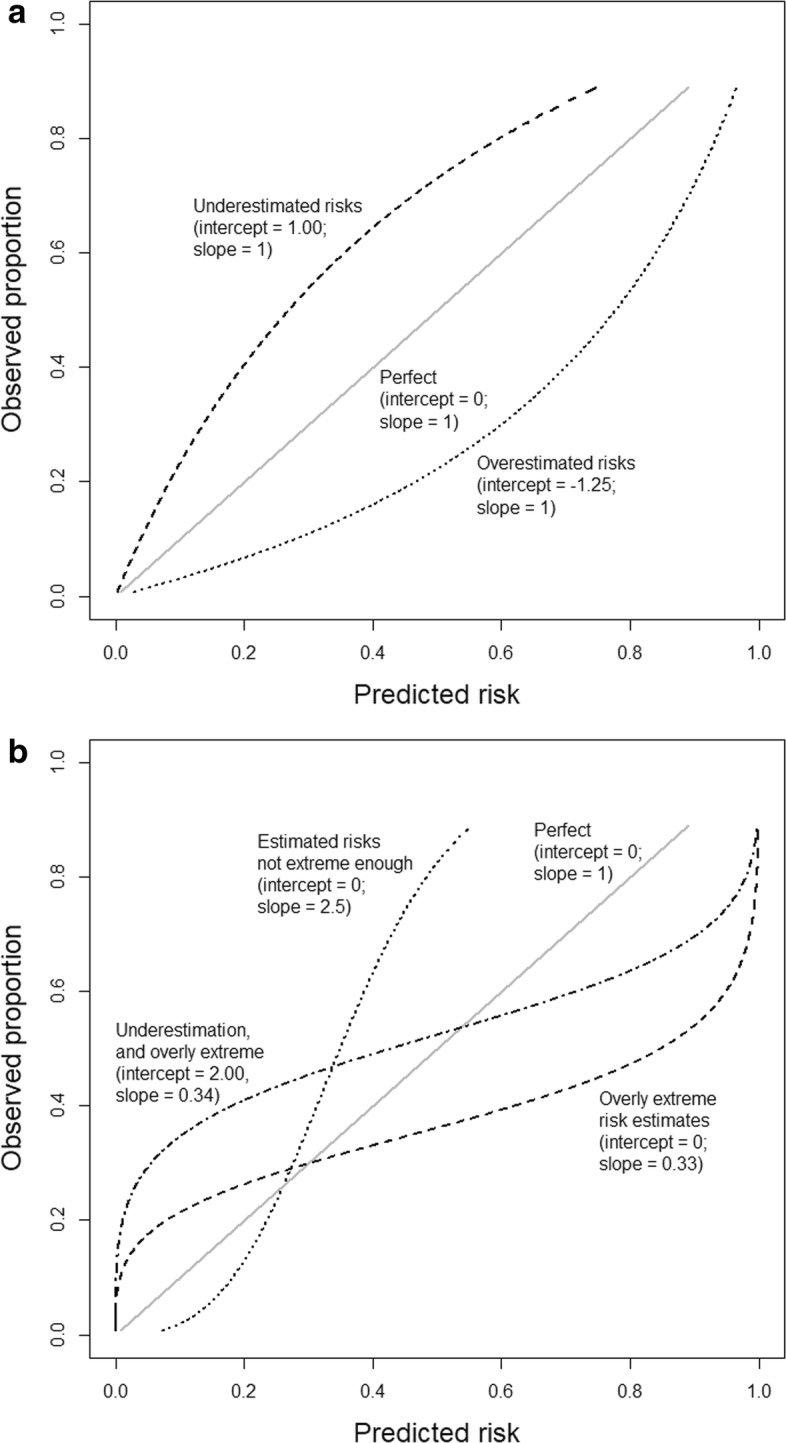 a
1.0
0.8
0.6
0.4
0.2
0.0
Observed proportion
Underestimated risks
(intercept = 1.00;
slope = 1)
Perfect
(intercept = 0;
slope = 1)
Overestimated risks
(intercept = -1.25;
slope = 1)
0.0 0.2 0.4 0.6 0.8 1.0
Predicted risk
b
1.0
0.8
0.6
0.4
0.2
0.0
Observed proportion
Estimated risks
not extreme enough
(intercept = 0;
slope = 2.5)
Perfect
(intercept = 0;
slope = 1)
Underestimation,
and overly extreme
(intercept = 2.00,
slope = 0.34)
Overly extreme
risk estimates
(intercept = 0;
slope = 0.33)
0.0 0.2 0.4 0.6 0.8 1.0
Predicted risk